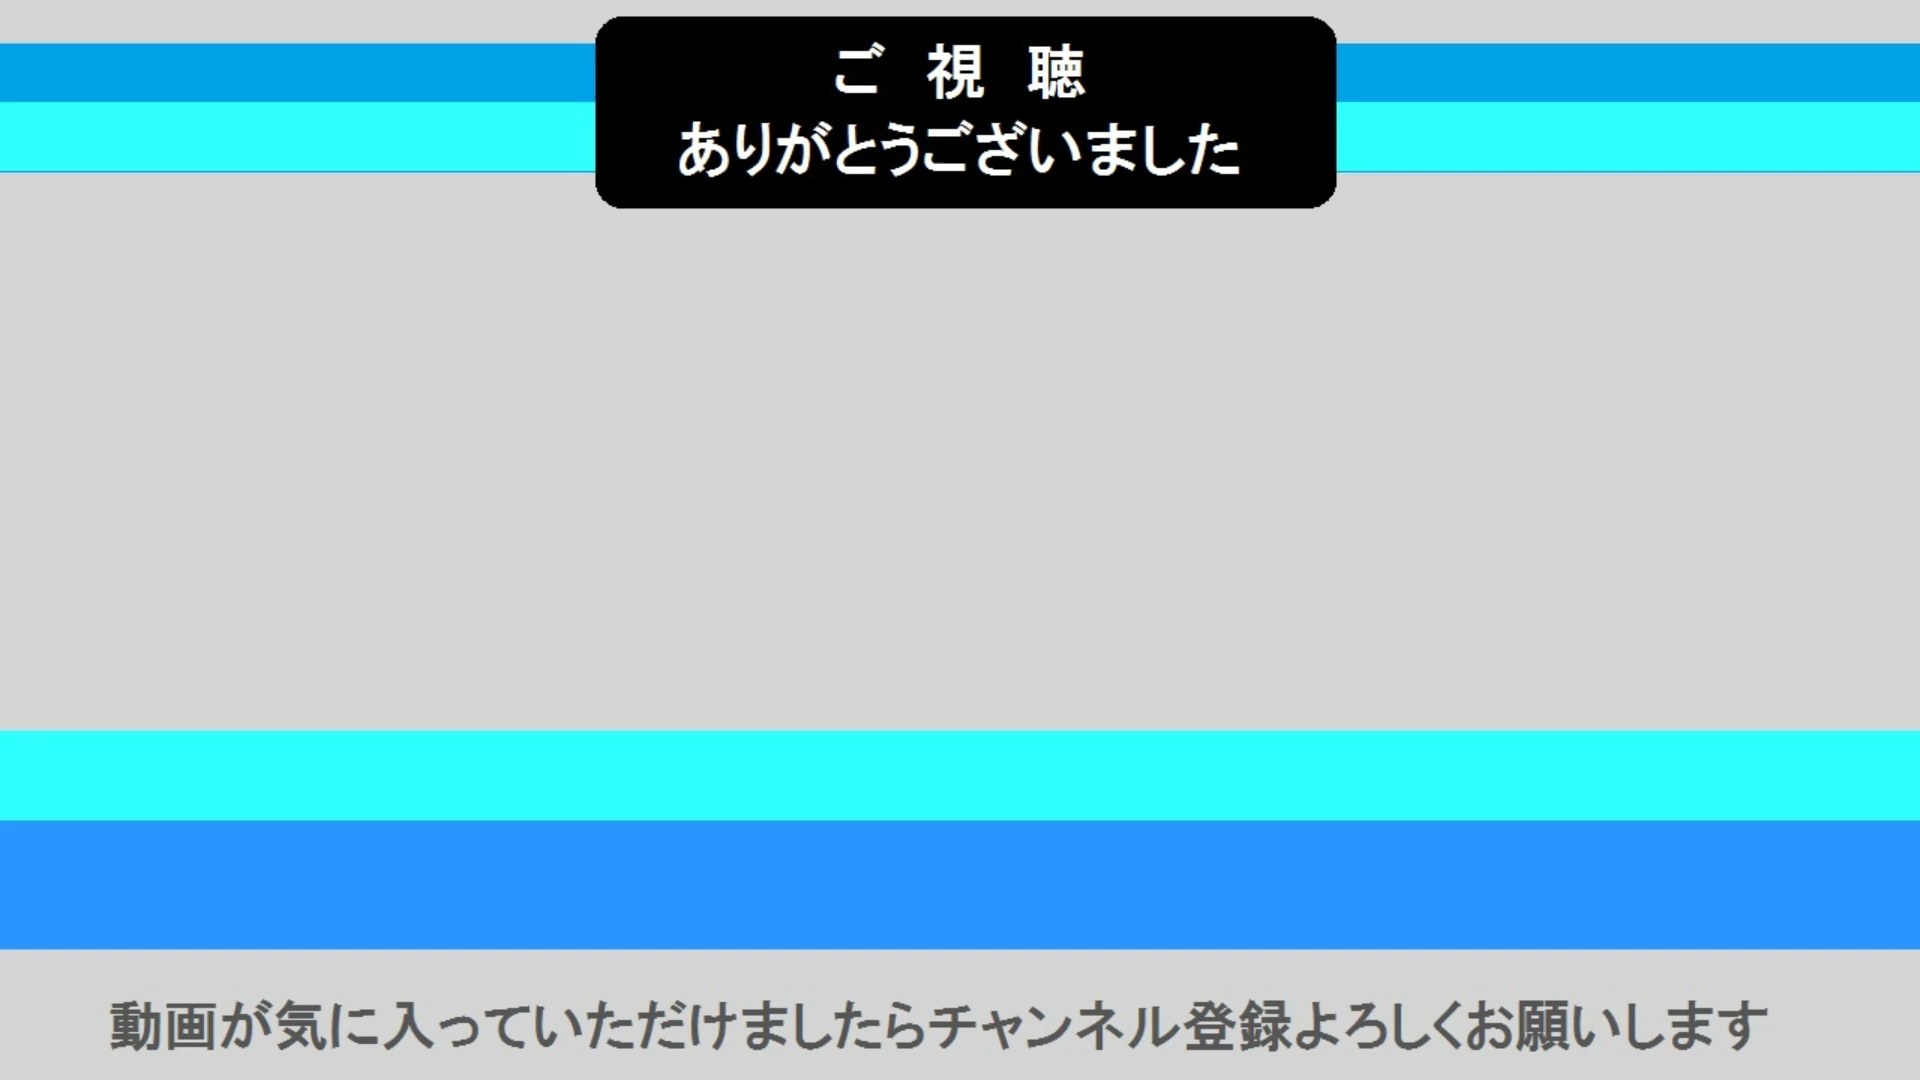 ご　視　聴
ありがとうございました
動画が気に入っていただけましたらチャンネル登録よろしくお願いします